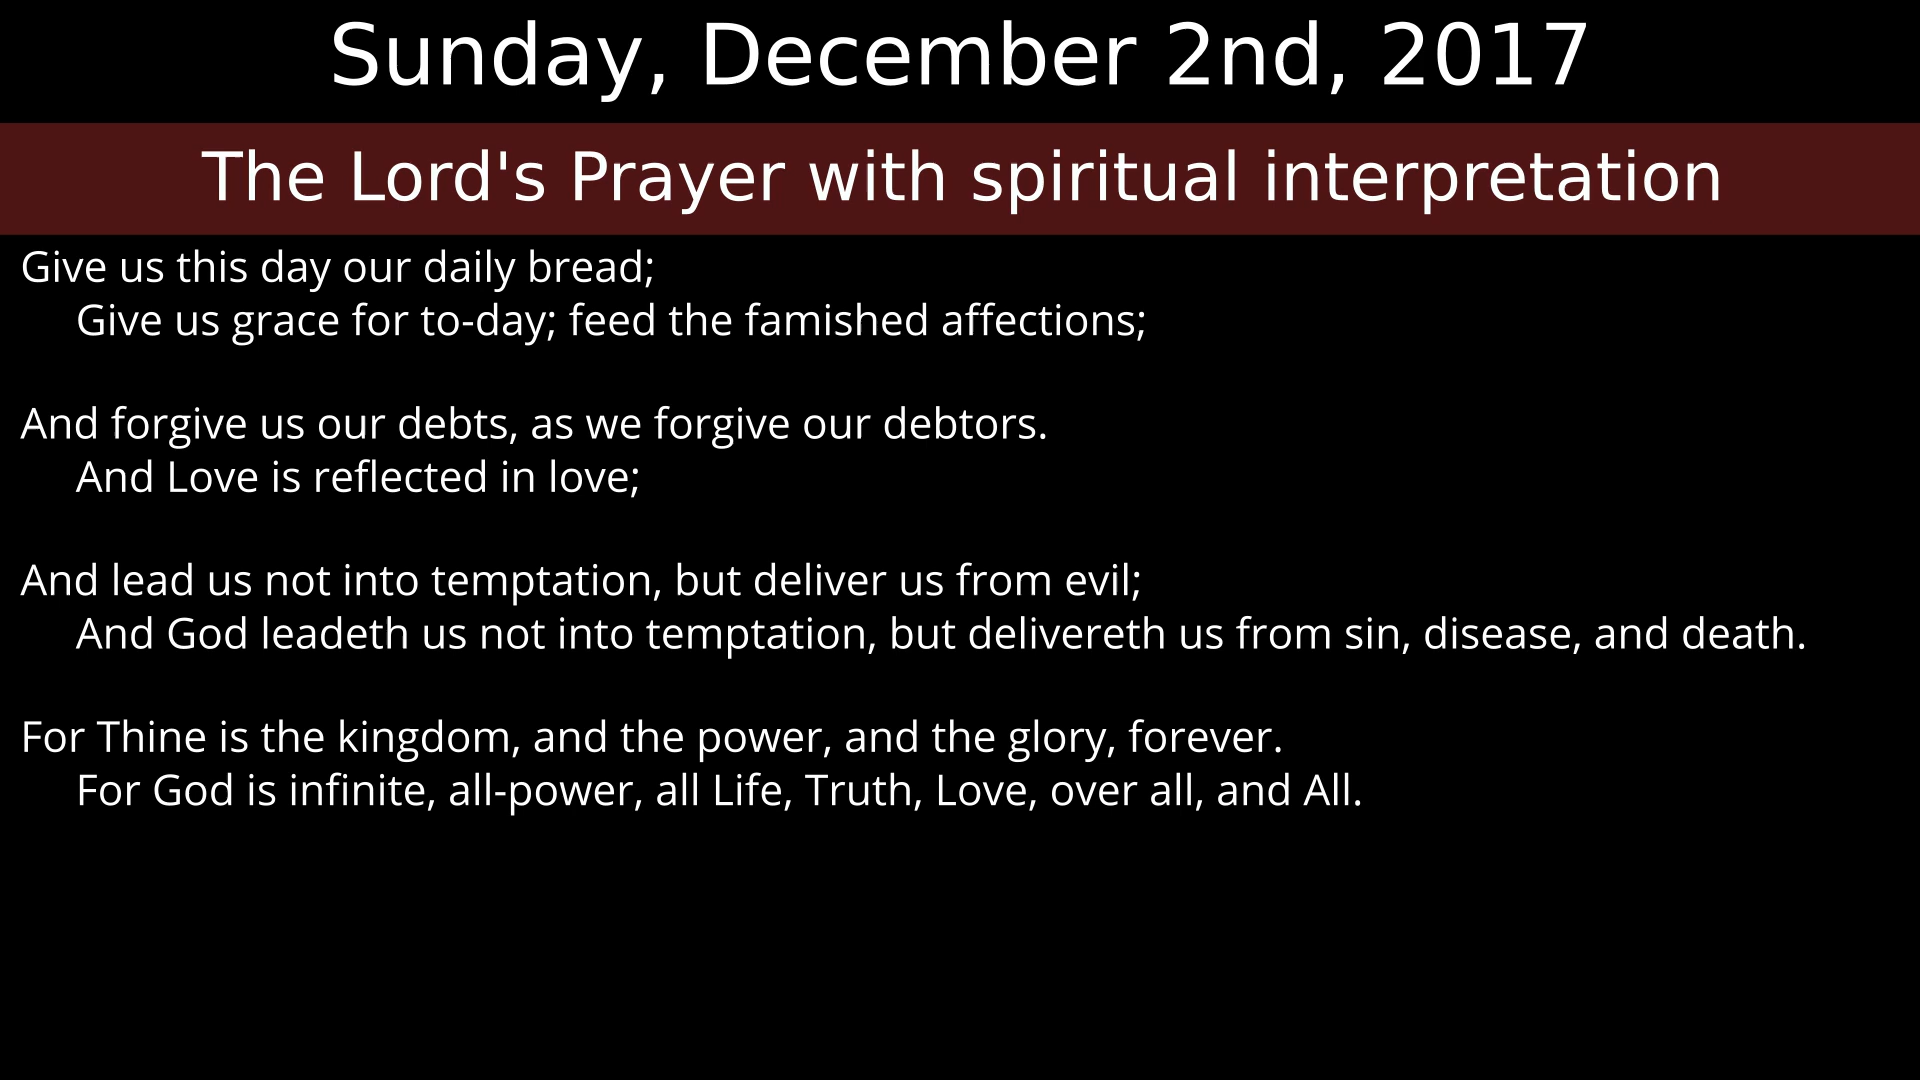 Sunday, December 2nd, 2017
The Lord's Prayer with spiritual interpretation
Give us this day our daily bread;
Give us grace for to-day; feed the famished affections;
And forgive us our debts, as we forgive our debtors.
And Love is reflected in love;
And lead us not into temptation, but deliver us from evil;
And God leadeth us not into temptation, but delivereth us from sin, disease, and death.
For Thine is the kingdom, and the power, and the glory, forever.
For God is infinite, all-power, all Life, Truth, Love, over all, and All.